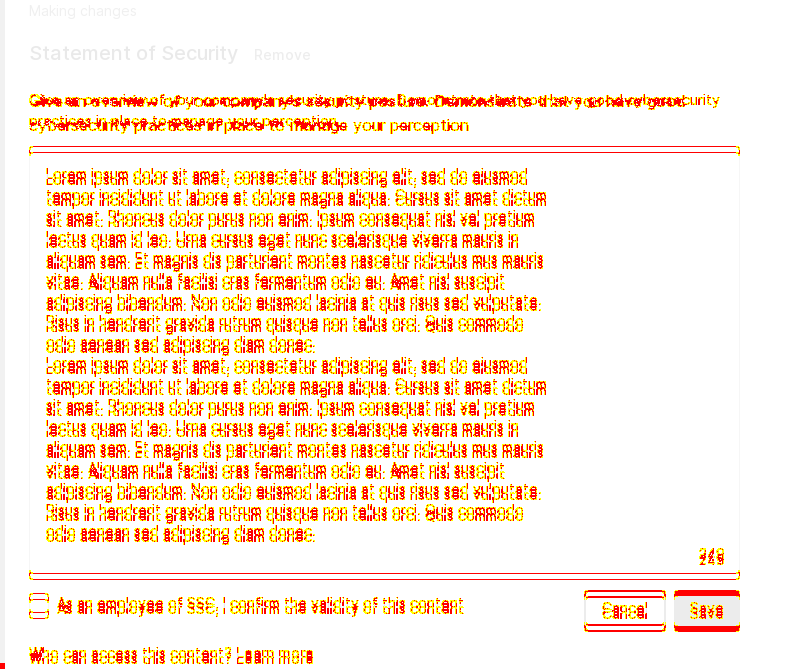 Making changes
Statement of Security Remove
Give an overview of your company's security posture. Demonstrate that you have good cybersecurity
practices in place to manage your perception
Lorem ipsum dolor sit amet, consectetur adipiscing elit, sed do eiusmod
tempor incididunt ut labore et dolore magna aliqua. Cursus sit amet dictum
sit amet. Rhoncus dolor purus non enim. Ipsum consequat nisl vel pretium
lectus quam id leo. Urna cursus eget nunc scelerisque viverra mauris in
aliquam sem. Et magnis dis parturient montes nascetur ridiculus mus mauris
vitae. Aliquam nulla facilisi cras fermentum odio eu. Amet nisl suscipit
adipiscing bibendum. Non odio euismod lacinia at quis risus sed vulputate.
Risus in hendrerit gravida rutrum quisque non tellus orci. Quis commodo
odio aenean sed adipiscing diam donec.
Lorem ipsum dolor sit amet, consectetur adipiscing elit, sed do eiusmod
tempor incididunt ut labore et dolore magna aliqua. Cursus sit amet dictum
sit amet. Rhoncus dolor purus non enim. Ipsum consequat nisl vel pretium
lectus quam id leo. Urna cursus eget nunc scelerisque viverra mauris in
aliquam sem. Et magnis dis parturient montes nascetur ridiculus mus mauris
vitae. Aliquam nulla facilisi cras fermentum odio eu. Amet nisl suscipit
adipiscing bibendum. Non odio euismod lacinia at quis risus sed vulputate.
Risus in hendrerit gravida rutrum quisque non tellus orci. Quis commodo
odio aenean sed adipiscing diam donec.
249
As an employee of SSC, I confirm the validity of this content
Cancel Save
Who can access this content? Learn more